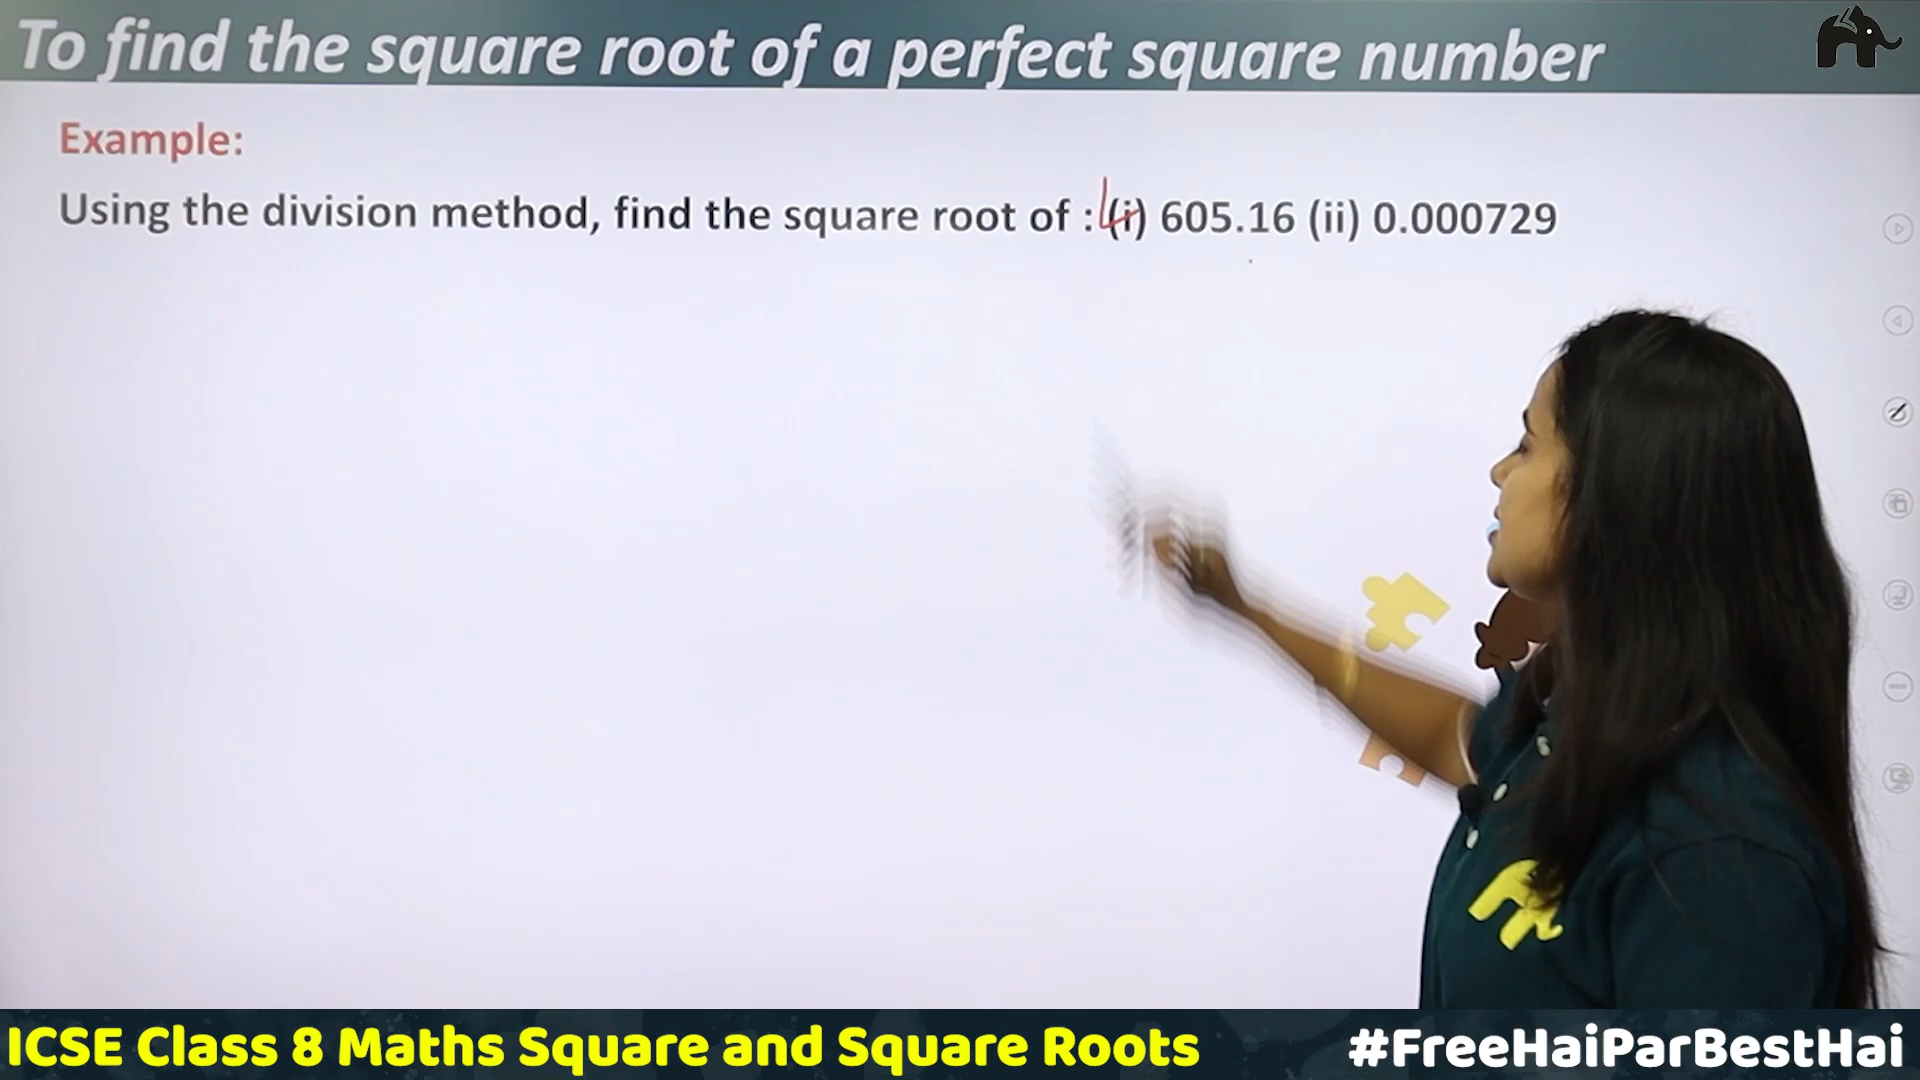 To find the square root of a perfect square number
Example:
Using the division method, find the square root of : (i) 605.16 (ii) 0.000729
ICSE Class 8 Maths Square and Square Roots
#FreeHaiParBestHai